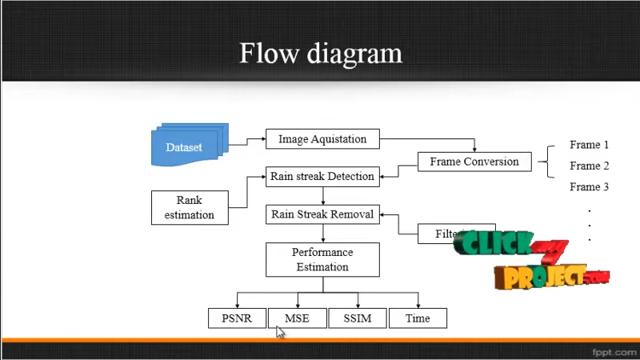 Flow diagram
Dataset
Image Aquistation
Frame Conversion
Frame 1
Frame 2
Frame 3
Rain streak Detection
Rank
estimation
Rain Streak Removal
CLICK MY
PROJECT
Performance
Estimation
PSNR
MSE
SSIM
Time
fppt.com